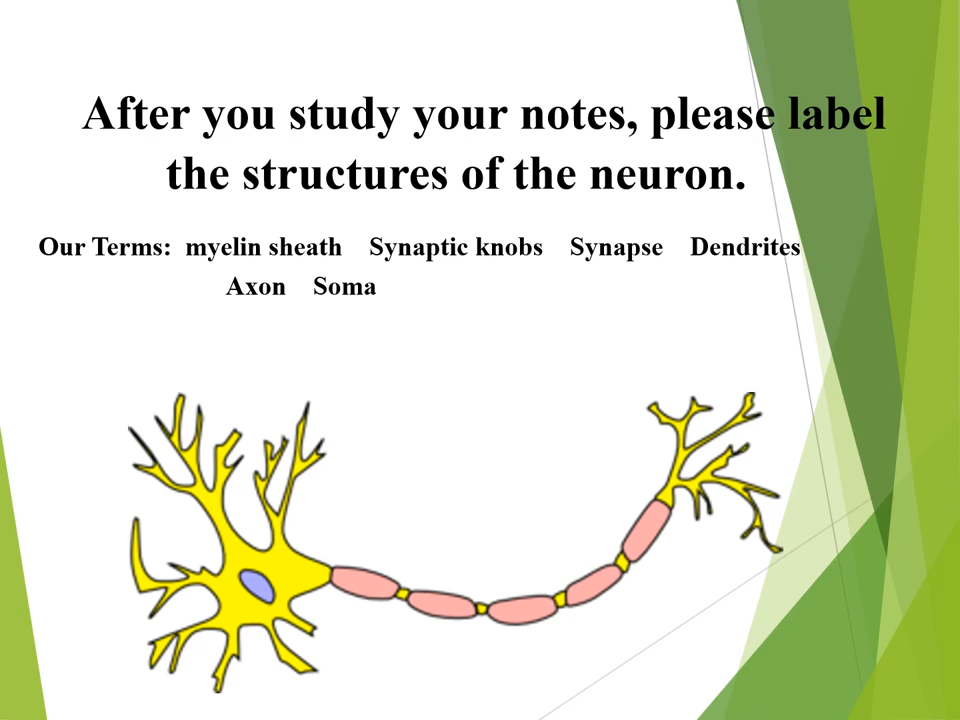 After you study your notes, please label
the structures of the neuron.
Our Terms: myelin sheath Synaptic knobs Synapse Dendrites
Axon Soma